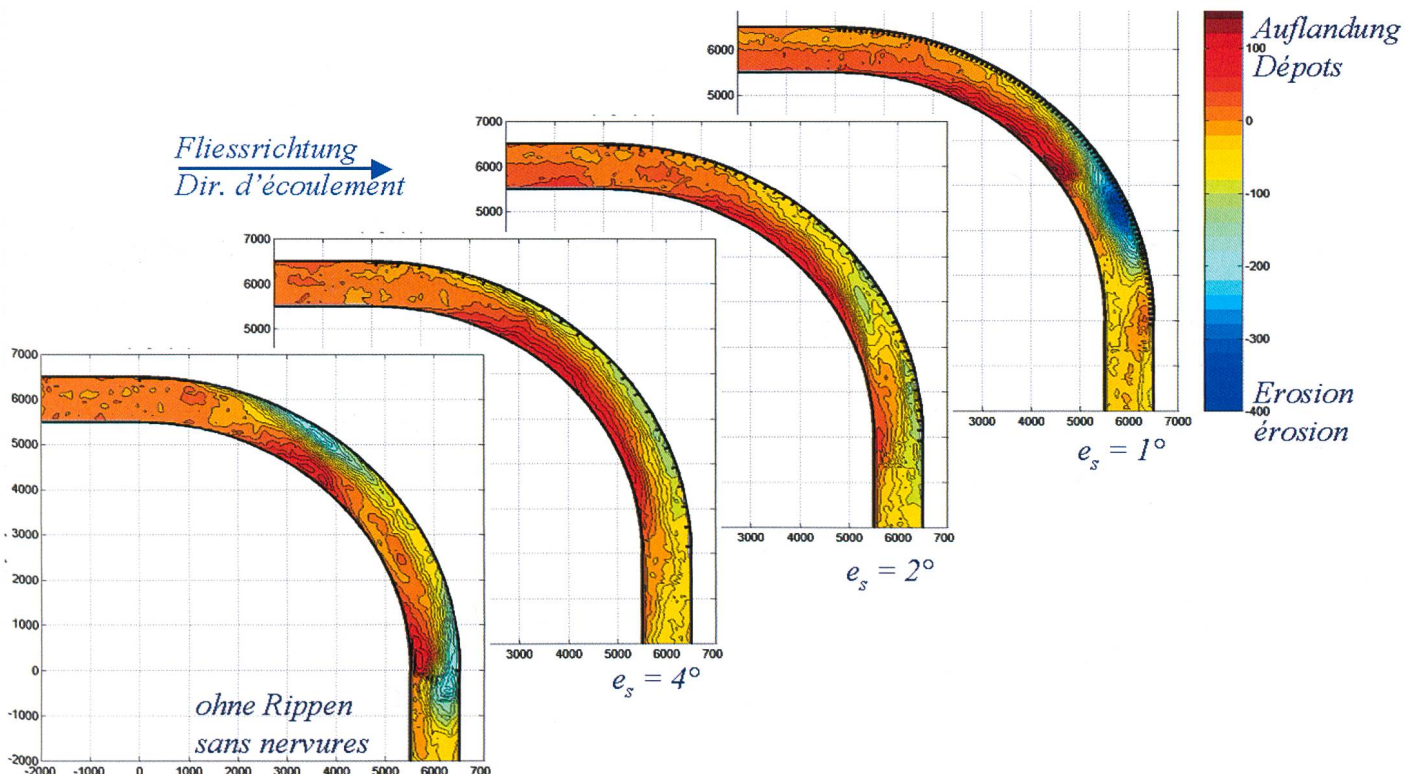 Auflandung
Dépots
100
0
-100
-200
-300
-400
Erosion
érosion
6000
5000
3000 4000 5000 6000 7000
e_s = 1°
Fliessrichtung
Dir. d'écoulement
7000
6000
5000
3000 4000 5000 6000 700
e_s = 2°
7000
6000
5000
3000 4000 5000 6000 700
e_s = 4°
7000
6000
5000
4000
3000
2000
1000
0
-1000
-2000
-2000 -1000 0 1000 2000 3000 4000 5000 6000 700
ohne Rippen
sans nervures